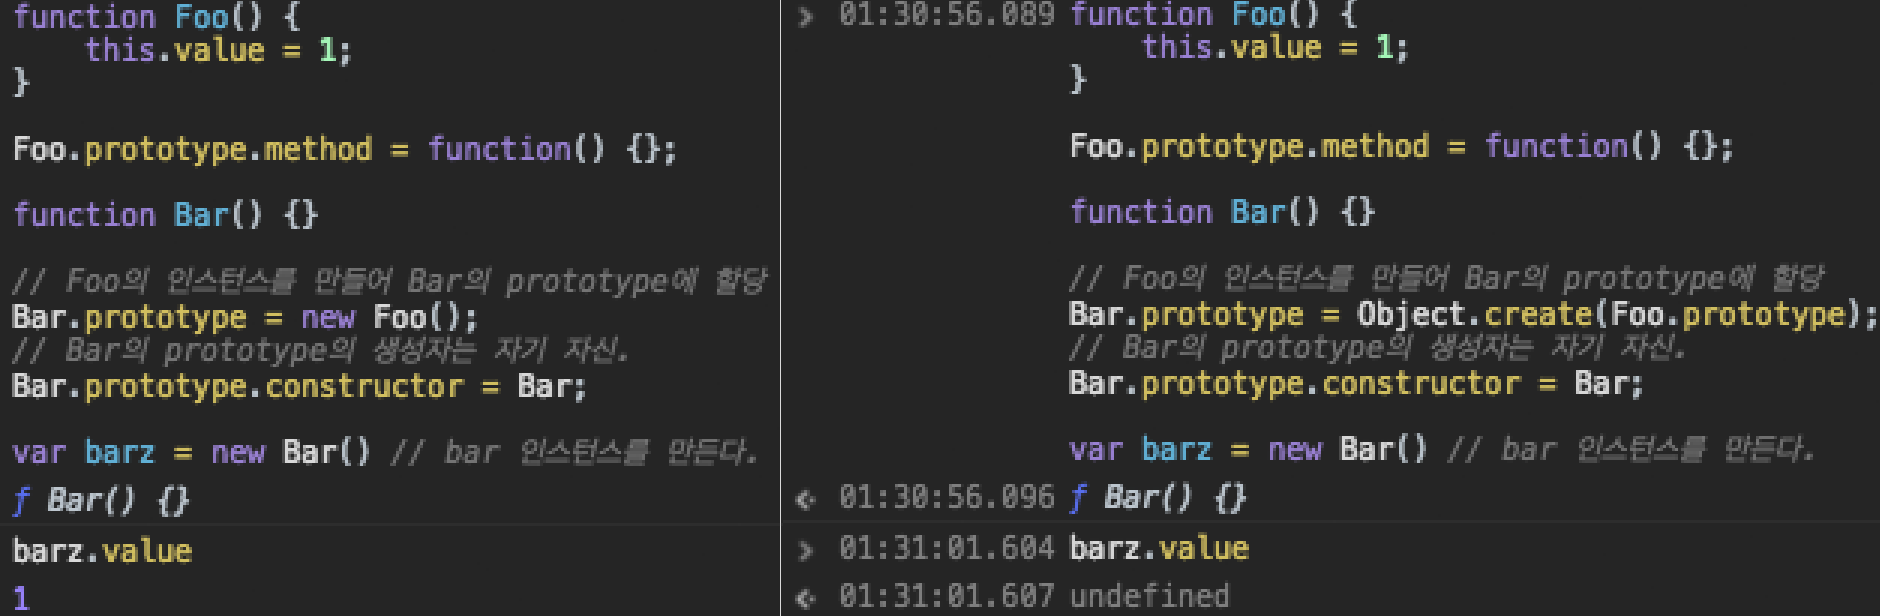 function Foo() {
    this.value = 1;
}
Foo.prototype.method = function() {};
function Bar() {}
// Foo의 인스턴스를 만들어 Bar의 prototype에 할당
Bar.prototype = new Foo();
// Bar의 prototype의 생성자는 자기 자신.
Bar.prototype.constructor = Bar;
var barz = new Bar() // bar 인스턴스를 만든다.
ƒ Bar() {}
barz.value
1
> 01:30:56.089 function Foo() {
    this.value = 1;
}
Foo.prototype.method = function() {};
function Bar() {}
// Foo의 인스턴스를 만들어 Bar의 prototype에 할당
Bar.prototype = Object.create(Foo.prototype);
// Bar의 prototype의 생성자는 자기 자신.
Bar.prototype.constructor = Bar;
var barz = new Bar() // bar 인스턴스를 만든다.
01:30:56.096 ƒ Bar() {}
> 01:31:01.604 barz.value
01:31:01.607 undefined